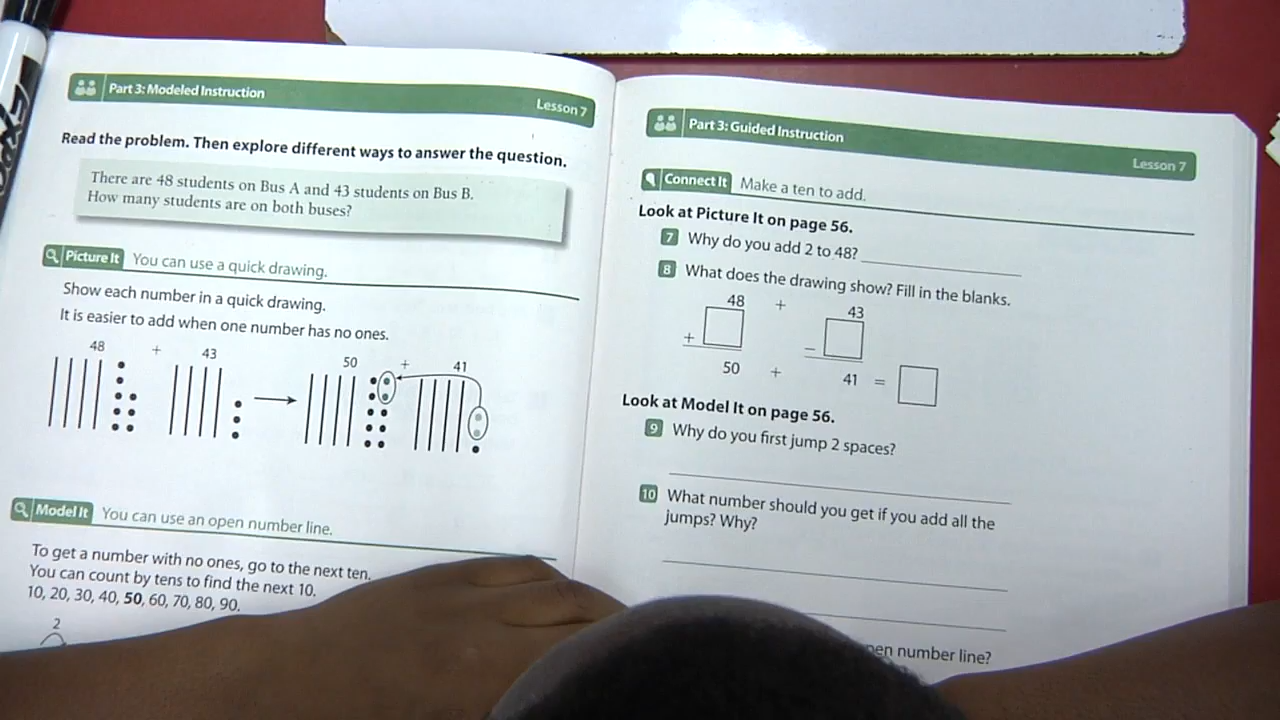 Part 3: Modeled Instruction
Lesson 7
Read the problem. Then explore different ways to answer the question.
There are 48 students on Bus A and 43 students on Bus B.
How many students are on both buses?
Picture It You can use a quick drawing.
Show each number in a quick drawing.
It is easier to add when one number has no ones.
48 + 43 50 + 41
Model It You can use an open number line.
To get a number with no ones, go to the next ten.
You can count by tens to find the next 10.
10, 20, 30, 40, 50, 60, 70, 80, 90.
2
Part 3: Guided Instruction
Lesson 7
Connect It Make a ten to add.
Look at Picture It on page 56.
7 Why do you add 2 to 48?
8 What does the drawing show? Fill in the blanks.
48 + 43
+ −
50 + 41 =
Look at Model It on page 56.
9 Why do you first jump 2 spaces?
10 What number should you get if you add all the
jumps? Why?
number line?